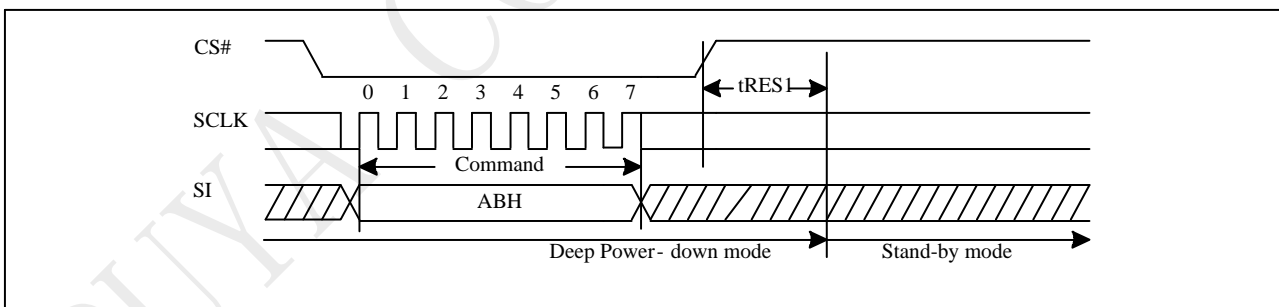 CS#
tRES1
0 1 2 3 4 5 6 7
SCLK
Command
SI
ABH
Deep Power- down mode Stand-by mode